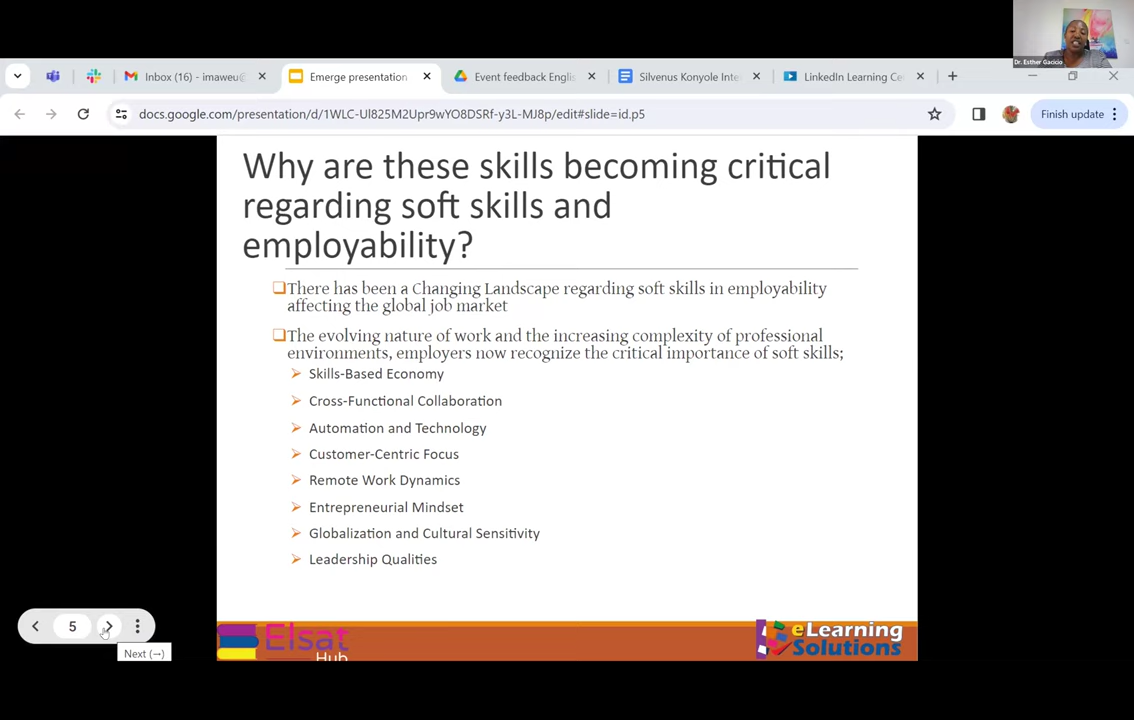 Dr. Esther Gacicio
Inbox (16) - imaweu@
Emerge presentation
Event feedback Englis
Silvenus Konyole Inte
LinkedIn Learning Ce
docs.google.com/presentation/d/1WLC-Ul825M2Upr9wYO8DSRf-y3L-MJ8p/edit#slide=id.p5
Finish update
Why are these skills becoming critical
regarding soft skills and
employability?
There has been a Changing Landscape regarding soft skills in employability
affecting the global job market
The evolving nature of work and the increasing complexity of professional
environments, employers now recognize the critical importance of soft skills;
Skills-Based Economy
Cross-Functional Collaboration
Automation and Technology
Customer-Centric Focus
Remote Work Dynamics
Entrepreneurial Mindset
Globalization and Cultural Sensitivity
Leadership Qualities
5
Next (→)
Elsat
Hub
eLearning
Solutions